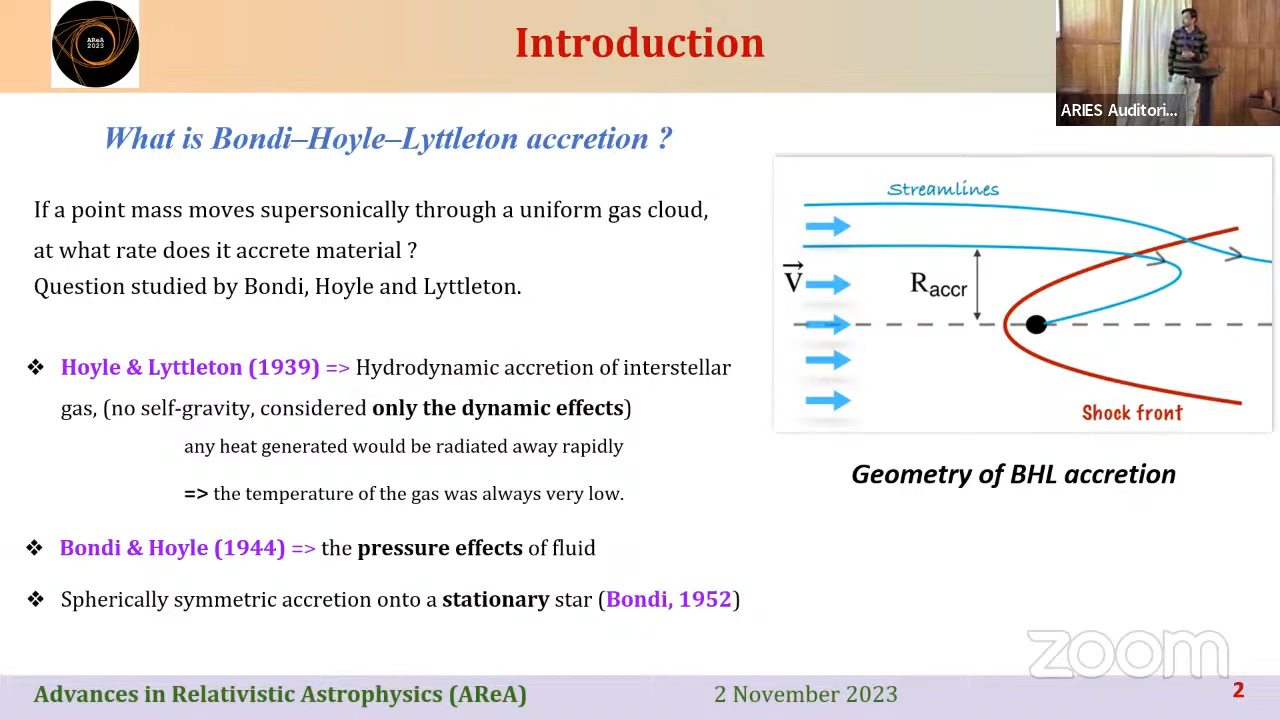 AReA
2023
Introduction
ARIES Auditori...
What is Bondi–Hoyle–Lyttleton accretion ?
If a point mass moves supersonically through a uniform gas cloud,
at what rate does it accrete material ?
Question studied by Bondi, Hoyle and Lyttleton.
❖ Hoyle & Lyttleton (1939) => Hydrodynamic accretion of interstellar
gas, (no self-gravity, considered only the dynamic effects)
any heat generated would be radiated away rapidly
=> the temperature of the gas was always very low.
❖ Bondi & Hoyle (1944) => the pressure effects of fluid
❖ Spherically symmetric accretion onto a stationary star (Bondi, 1952)
Streamlines
V
Raccr
Shock front
Geometry of BHL accretion
zoom
Advances in Relativistic Astrophysics (AReA)
2 November 2023
2